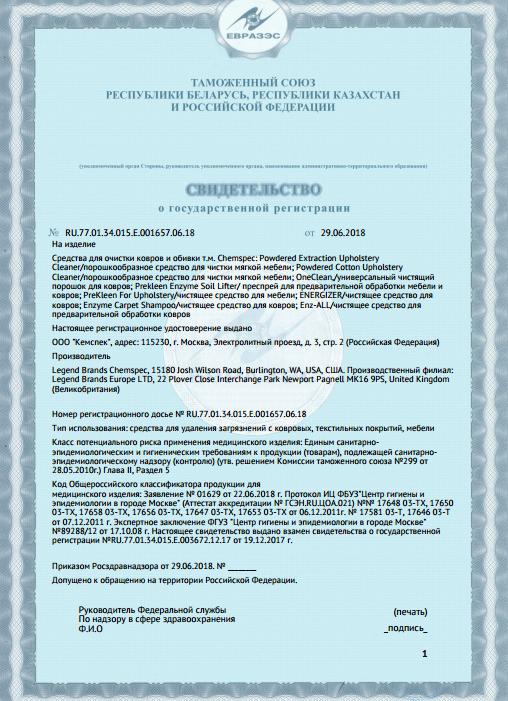 ЕВРАЗЭС
ТАМОЖЕННЫЙ СОЮЗ
РЕСПУБЛИКИ БЕЛАРУСЬ, РЕСПУБЛИКИ КАЗАХСТАН
И РОССИЙСКОЙ ФЕДЕРАЦИИ
(уполномоченный орган Стороны, руководитель уполномоченного органа, наименование административно-территориального образования)
СВИДЕТЕЛЬСТВО
о государственной регистрации
№ RU.77.01.34.015.E.001657.06.18 от 29.06.2018
На изделие
Средства для очистки ковров и обивки т.м. Chemspec: Powdered Extraction Upholstery
Cleaner/порошкообразное средство для чистки мягкой мебели; Powdered Cotton Upholstery
Cleaner/порошкообразное средство для чистки мягкой мебели; OneClean,/универсальный чистящий
порошок для ковров; Prekleen Enzyme Soil Lifter/ преспрей для предварительной обработки мебели и
ковров; PreKleen For Upholstery/чистящее средство для мебели; ENERGIZER/чистящее средство для
ковров; Enzyme Carpet Shampoo/чистящее средство для ковров; Enz-ALL/чистящее средство для
предварительной обработки ковров
Настоящее регистрационное удостоверение выдано
ООО "Кемспек", адрес: 115230, г. Москва, Электролитный проезд, д. 3, стр. 2 (Российская Федерация)
Производитель
Legend Brands Chemspec, 15180 Josh Wilson Road, Burlington, WA, USA, США. Производственный филиал:
Legend Brands Europe LTD, 22 Plover Close Interchange Park Newport Pagnell MK16 9PS, United Kingdom
(Великобритания)
Номер регистрационного досье № RU.77.01.34.015.E.001657.06.18
Тип использования: средства для удаления загрязнений с ковровых, текстильных покрытий, мебели
Класс потенциального риска применения медицинского изделия: Единым санитарно-
эпидемиологическим и гигиеническим требованиям к продукции (товарам), подлежащей санитарно-
эпидемиологическому надзору (контролю) (утв. решением Комиссии таможенного союза №299 от
28.05.2010г.) Глава II, Раздел 5
Код Общероссийского классификатора продукции для
медицинского изделия: Заявление № 01629 от 22.06.2018 г. Протокол ИЦ ФБУЗ"Центр гигиены и
эпидемиологии в городе Москве" (Аттестат аккредитации № ГСЭН.RU.ЦОА.021) №№ 17648 03-Т, 17650
03-Т, 17658 03-Т, 17656 03-Т, 17647 03-Т, 17653 03-Т от 06.12.2011г. № 17581 03-Т, 17646 03-Т
от 07.12.2011 г. Экспертное заключение ФГУЗ "Центр гигиены и эпидемиологии в городе Москве"
№89288/12 от 17.10.08 г. Настоящее свидетельство выдано взамен свидетельства о государственной
регистрации №RU.77.01.34.015.E.003672.12.17 от 19.12.2017 г.
Приказом Росздравнадзора от 29.06.2018. № ______
Допущено к обращению на территории Российской Федерации.
Руководитель Федеральной службы (печать)
По надзору в сфере здравоохранения
Ф.И.О _подпись_
1